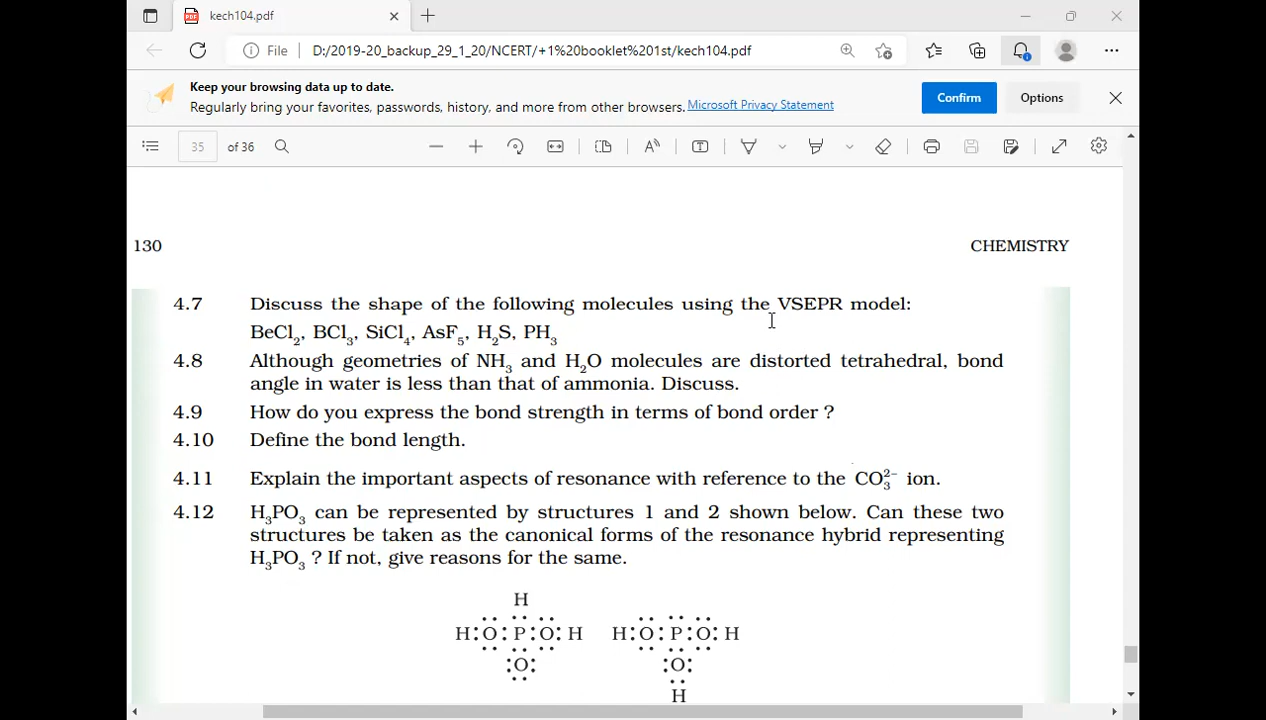 kech104.pdf
File D:/2019-20_backup_29_1_20/NCERT/+1%20booklet%201st/kech104.pdf
Keep your browsing data up to date.
Regularly bring your favorites, passwords, history, and more from other browsers. Microsoft Privacy Statement
Confirm
Options
35 of 36
130
CHEMISTRY
4.7 Discuss the shape of the following molecules using the VSEPR model:
BeCl₂, BCl₃, SiCl₄, AsF₅, H₂S, PH₃
4.8 Although geometries of NH₃ and H₂O molecules are distorted tetrahedral, bond
angle in water is less than that of ammonia. Discuss.
4.9 How do you express the bond strength in terms of bond order ?
4.10 Define the bond length.
4.11 Explain the important aspects of resonance with reference to the CO₃²⁻ ion.
4.12 H₃PO₃ can be represented by structures 1 and 2 shown below. Can these two
structures be taken as the canonical forms of the resonance hybrid representing
H₃PO₃ ? If not, give reasons for the same.
H
H:O:P:O:H H:O:P:O:H
:O: :O:
H